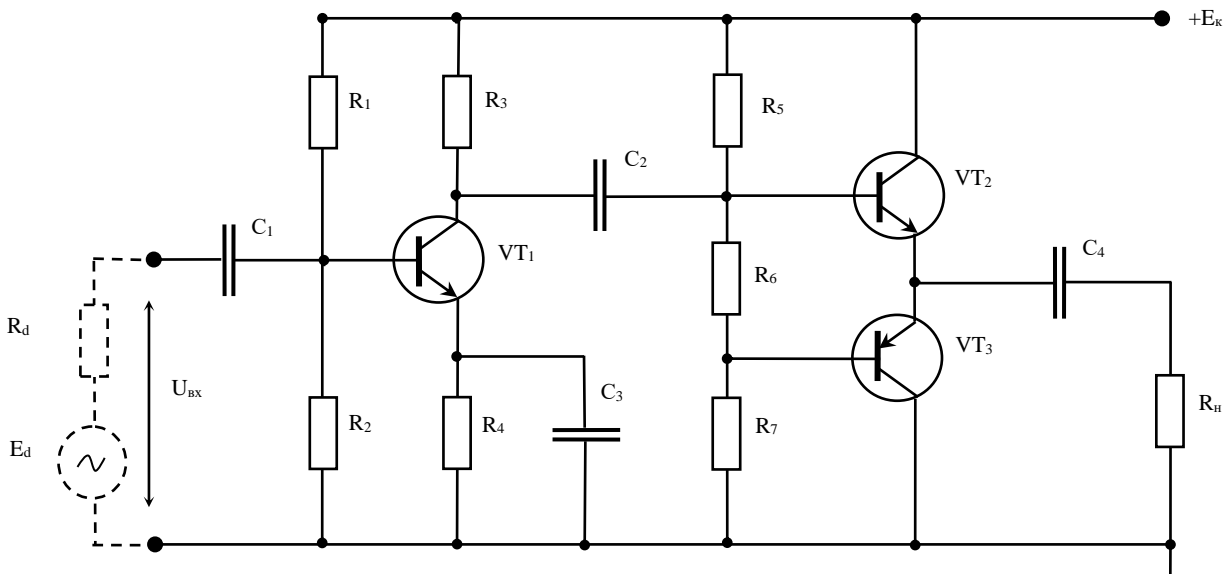 +Eк
R1
R3
R5
C2
VT2
C1
VT1
C4
R6
Rd
VT3
Uвх
C3
Rн
R2
R4
R7
Ed